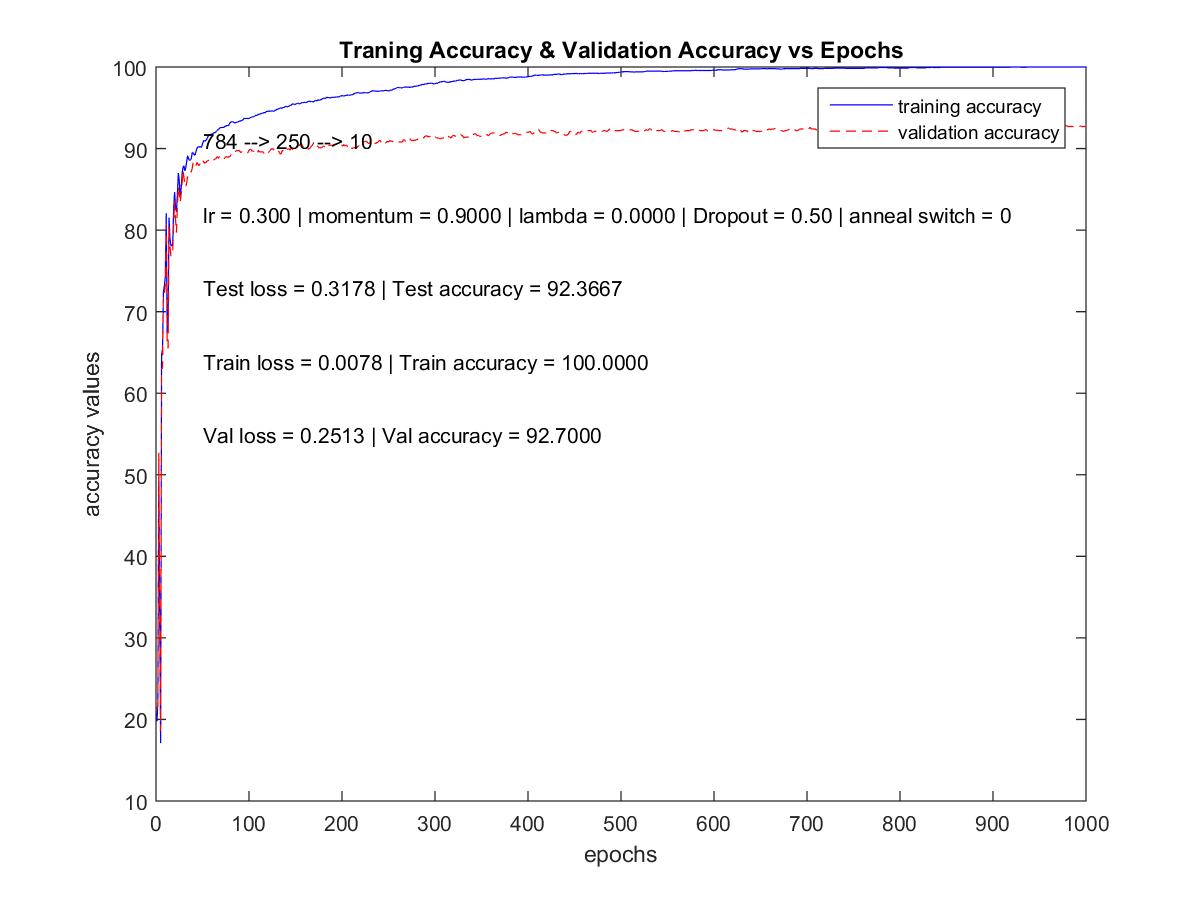 Traning Accuracy & Validation Accuracy vs Epochs
100
90
80
70
60
50
40
30
20
10
accuracy values
training accuracy
validation accuracy
784 --> 250 --> 10
lr = 0.300 | momentum = 0.9000 | lambda = 0.0000 | Dropout = 0.50 | anneal switch = 0
Test loss = 0.3178 | Test accuracy = 92.3667
Train loss = 0.0078 | Train accuracy = 100.0000
Val loss = 0.2513 | Val accuracy = 92.7000
0 100 200 300 400 500 600 700 800 900 1000
epochs